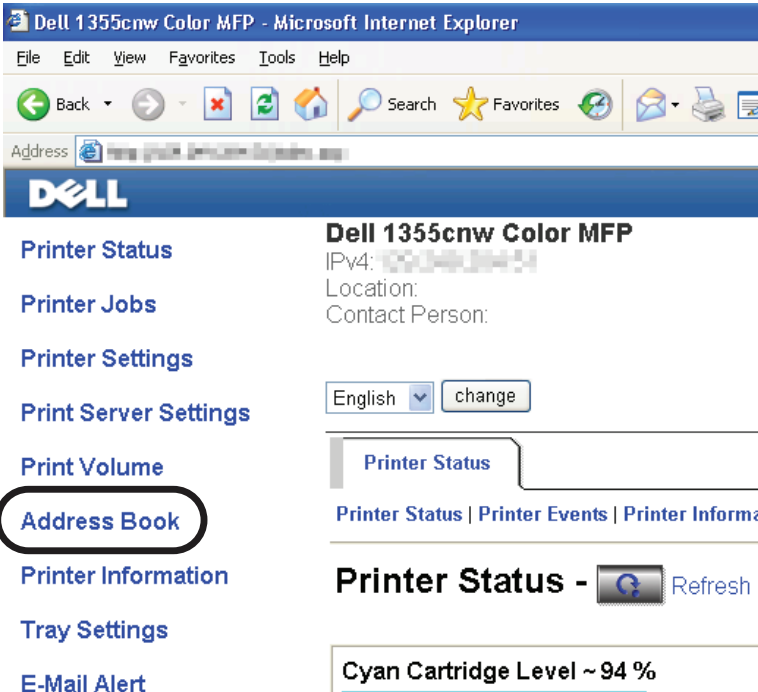 Dell 1355cnw Color MFP - Microsoft Internet Explorer
File Edit View Favorites Tools Help
Back Search Favorites
Address
DELL
Printer Status
Printer Jobs
Printer Settings
Print Server Settings
Print Volume
Address Book
Printer Information
Tray Settings
E-Mail Alert
Dell 1355cnw Color MFP
IPv4:
Location:
Contact Person:
English change
Printer Status
Printer Status | Printer Events | Printer Informa
Printer Status - Refresh
Cyan Cartridge Level ~ 94 %